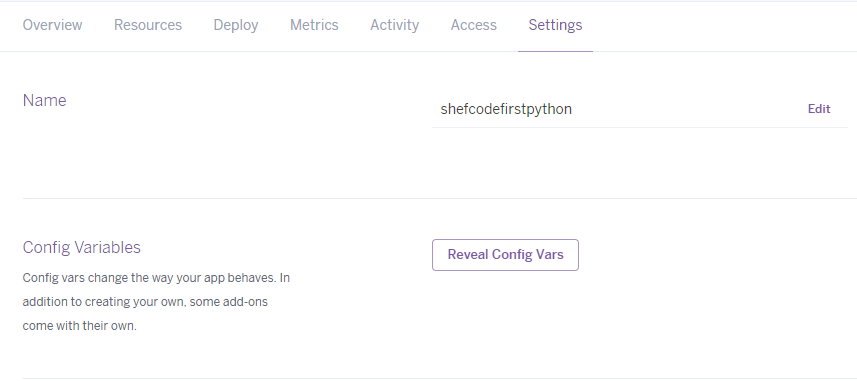 Overview Resources Deploy Metrics Activity Access Settings
Name
shefcodefirstpython Edit
Config Variables
Reveal Config Vars
Config vars change the way your app behaves. In
addition to creating your own, some add-ons
come with their own.